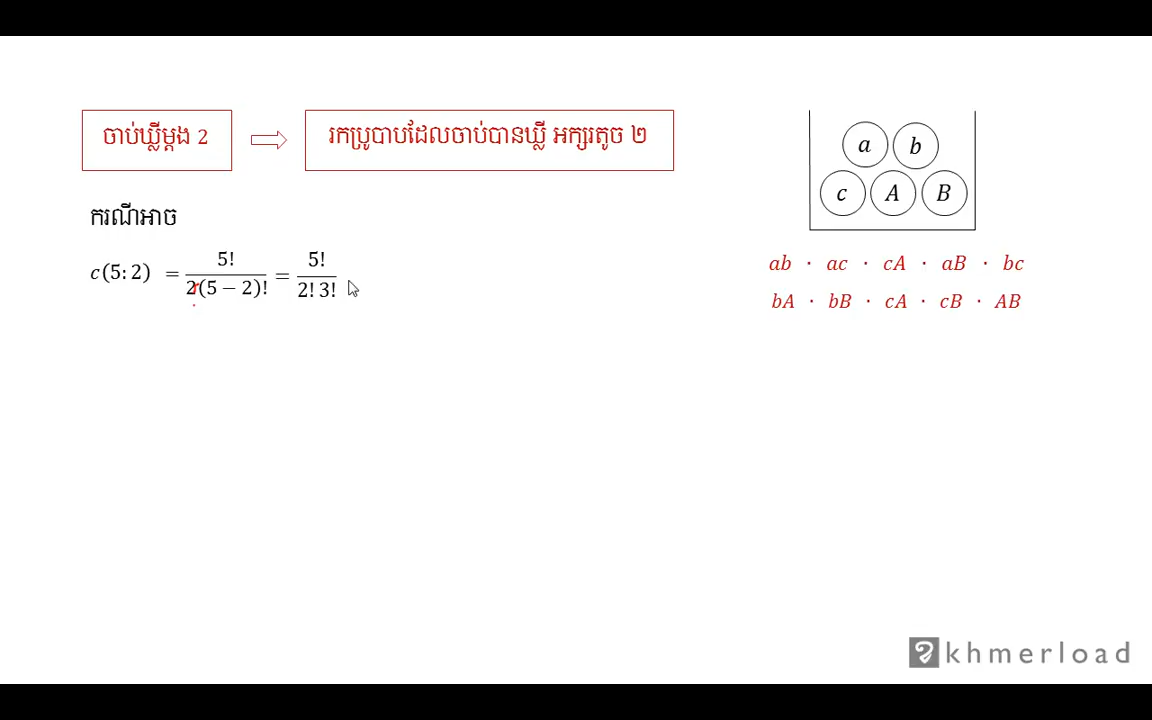 ចាប់ឃ្លីម្ដង 2
រកប្រូបាបដែលចាប់បានឃ្លី អក្សរតូច ២
a b
c A B
ករណីអាច
c(5:2) = 5!/2!(5 − 2)! = 5!/2! 3!
ab · ac · cA · aB · bc
bA · bB · cA · cB · AB
khmerload